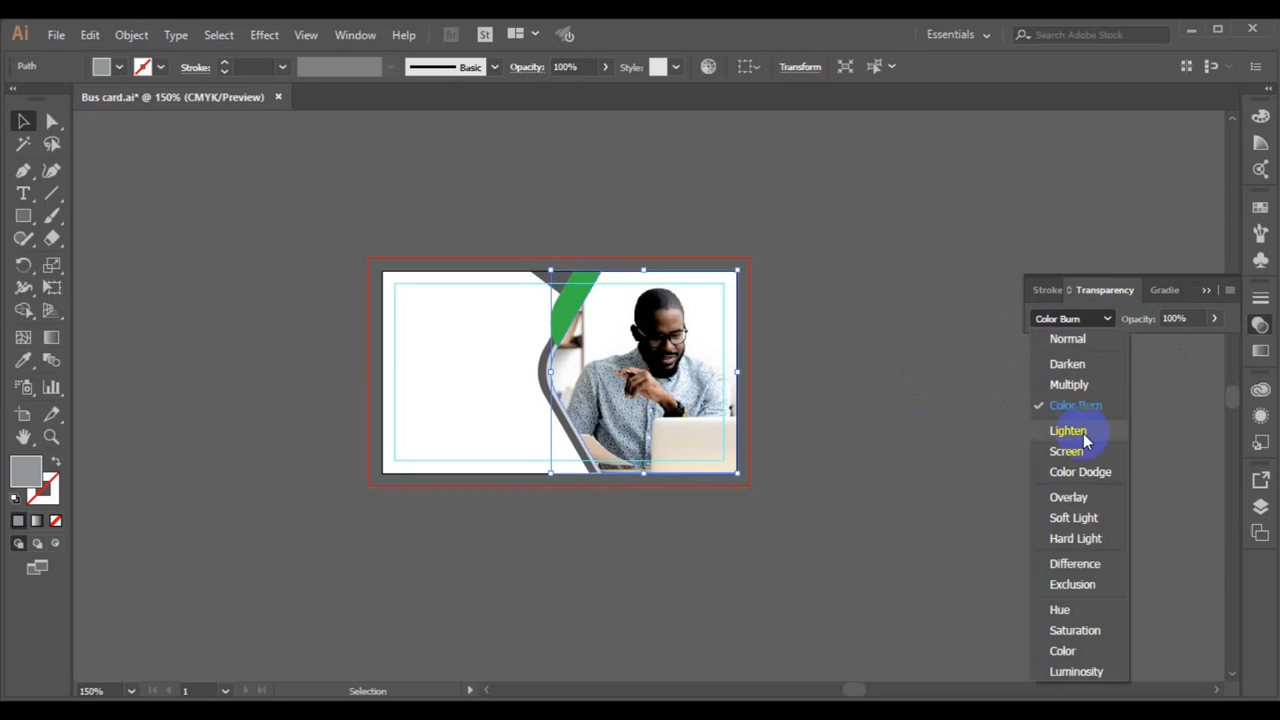 Ai File Edit Object Type Select Effect View Window Help Br St Essentials Search Adobe Stock
Path Stroke: Basic Opacity: 100% Style: Transform
Bus card.ai* @ 150% (CMYK/Preview) ×
Stroke Transparency Gradie
Color Burn Opacity: 100%
Normal
Darken
Multiply
Color Burn
Lighten
Screen
Color Dodge
Overlay
Soft Light
Hard Light
Difference
Exclusion
Hue
Saturation
Color
Luminosity
150% 1 Selection